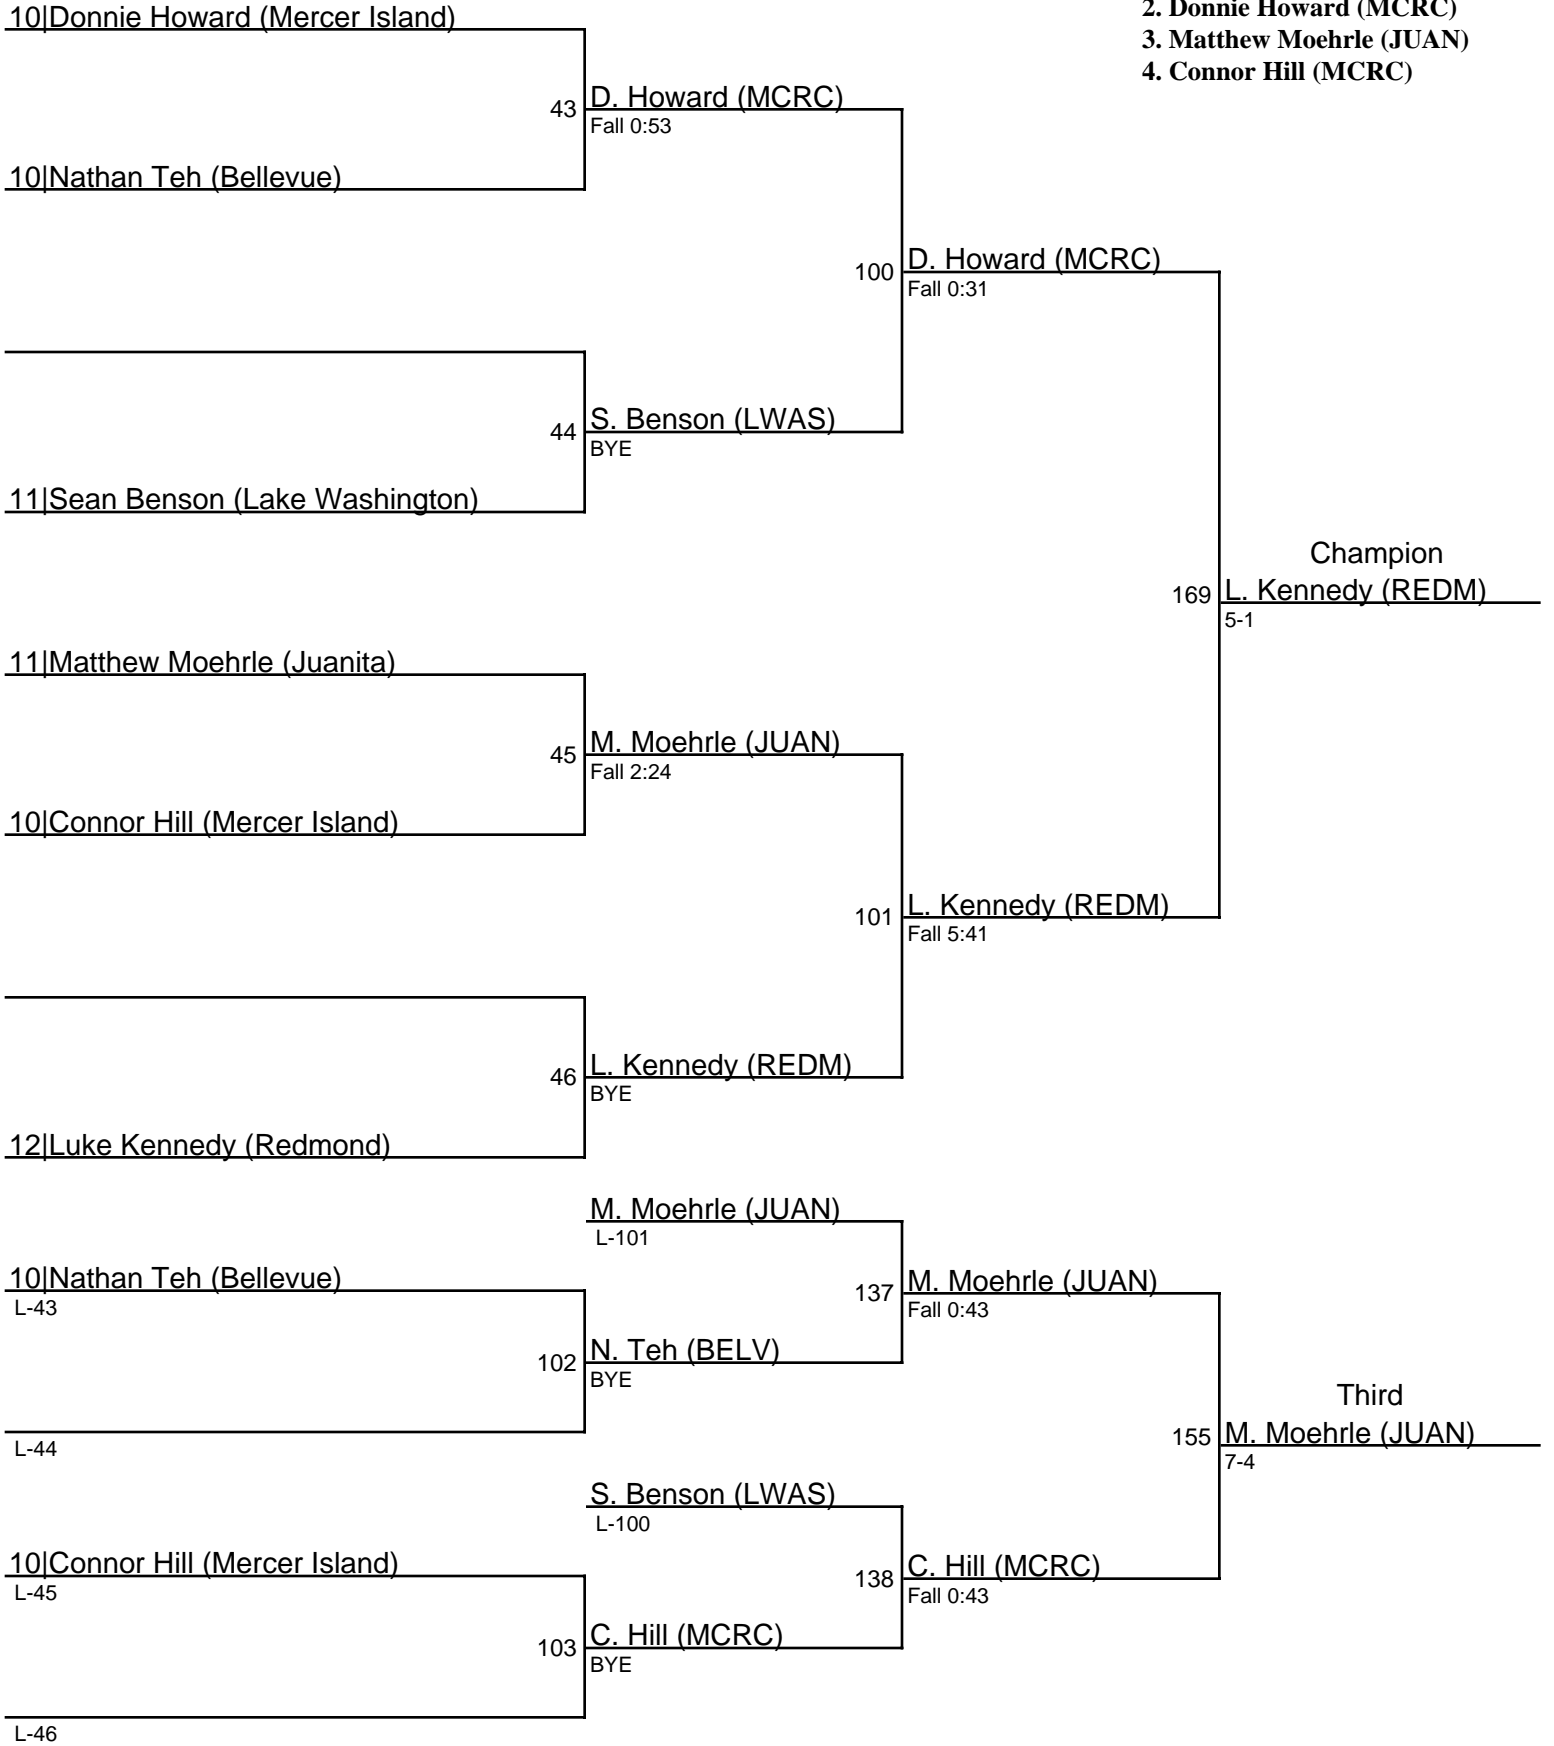 10|Donnie Howard (Mercer Island)
2. Donnie Howard (MCRC)
3. Matthew Moehrle (JUAN)
4. Connor Hill (MCRC)
43 D. Howard (MCRC)
Fall 0:53
10|Nathan Teh (Bellevue)
100 D. Howard (MCRC)
Fall 0:31
44 S. Benson (LWAS)
BYE
11|Sean Benson (Lake Washington)
Champion
169 L. Kennedy (REDM)
5-1
11|Matthew Moehrle (Juanita)
45 M. Moehrle (JUAN)
Fall 2:24
10|Connor Hill (Mercer Island)
101 L. Kennedy (REDM)
Fall 5:41
46 L. Kennedy (REDM)
BYE
12|Luke Kennedy (Redmond)
M. Moehrle (JUAN)
L-101
10|Nathan Teh (Bellevue)
L-43
137 M. Moehrle (JUAN)
Fall 0:43
102 N. Teh (BELV)
BYE
Third
L-44
155 M. Moehrle (JUAN)
7-4
S. Benson (LWAS)
L-100
10|Connor Hill (Mercer Island)
L-45
138 C. Hill (MCRC)
Fall 0:43
103 C. Hill (MCRC)
BYE
L-46